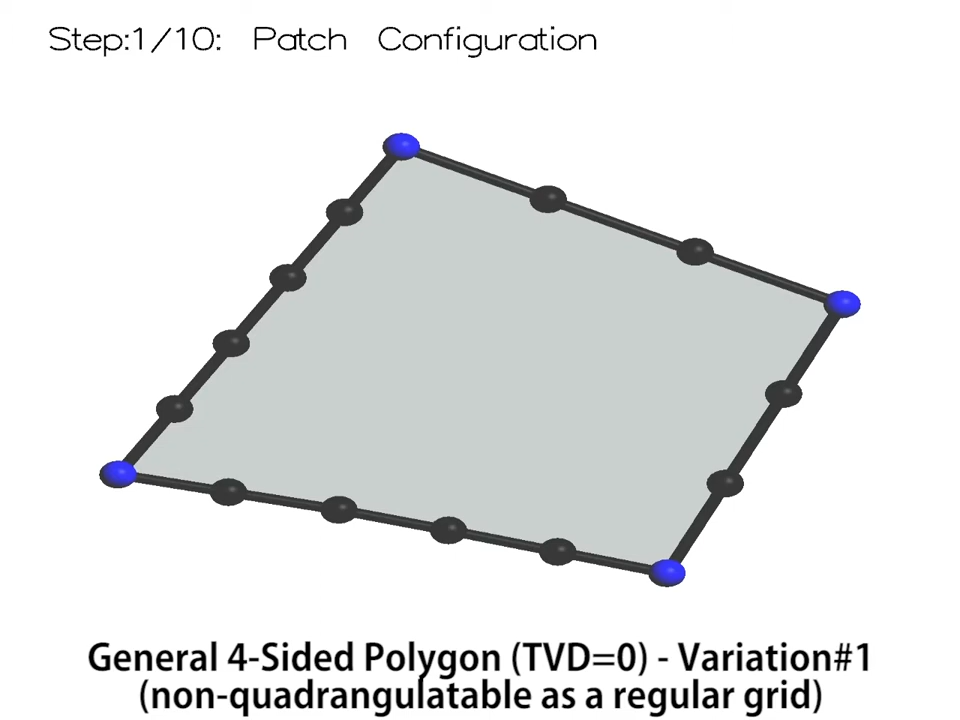 Step:1/10: Patch Configuration
General 4-Sided Polygon (TVD=0) - Variation#1
(non-quadrangulatable as a regular grid)